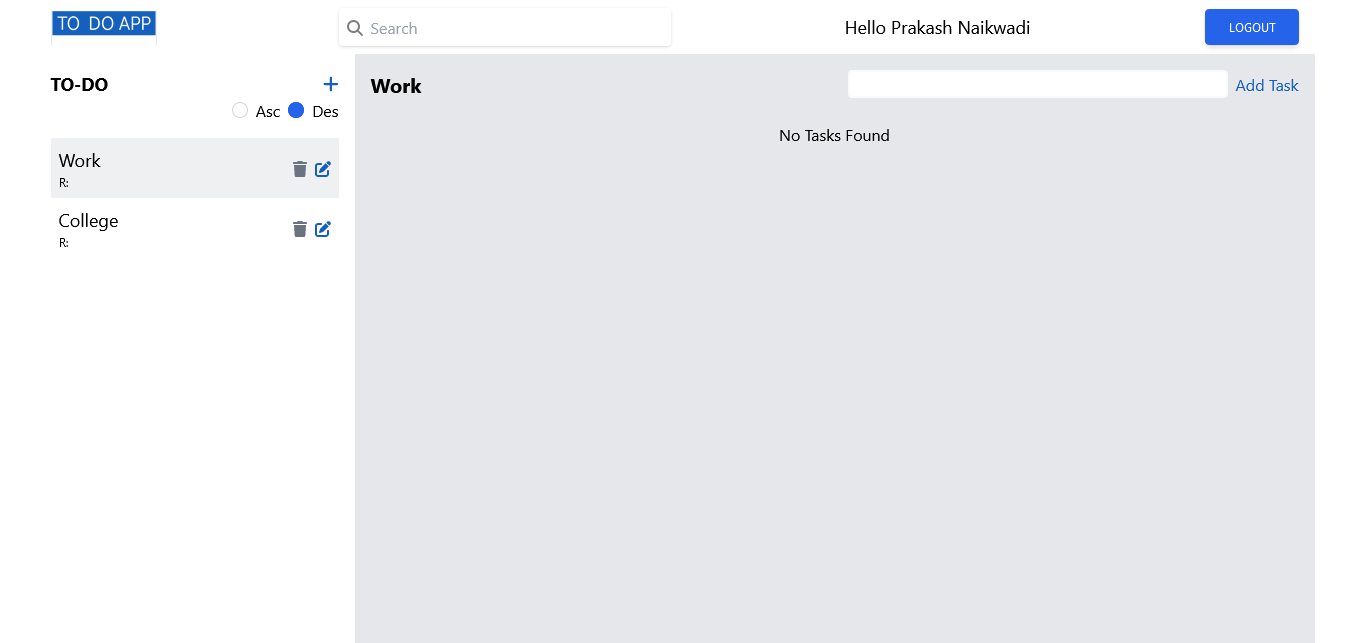 TO DO APP
Search
Hello Prakash Naikwadi
LOGOUT
TO-DO
Asc Des
Work
R:
College
R:
Work
Add Task
No Tasks Found